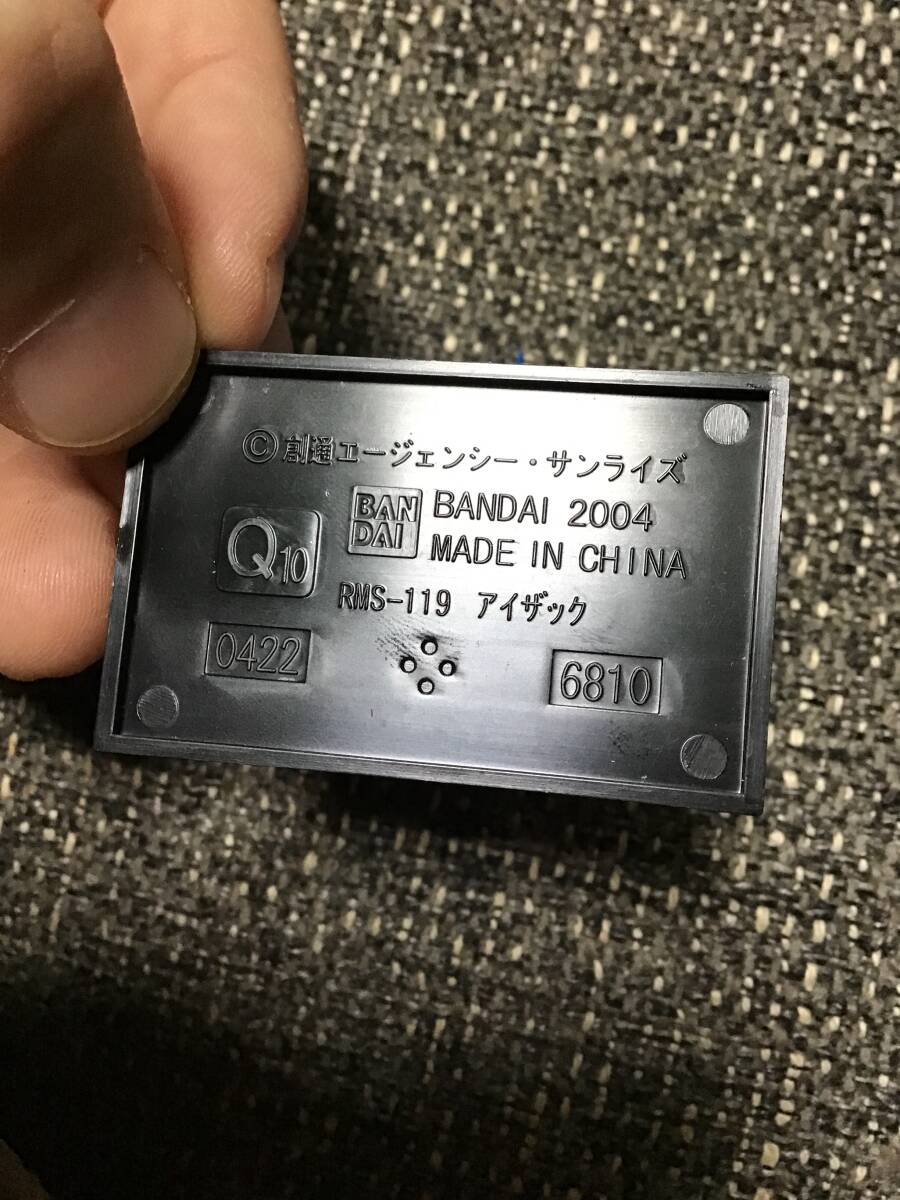 ©創通エージェンシー・サンライズ
BAN
DAI
BANDAI 2004
MADE IN CHINA
Q10
RMS-119 アイザック
0422
6810